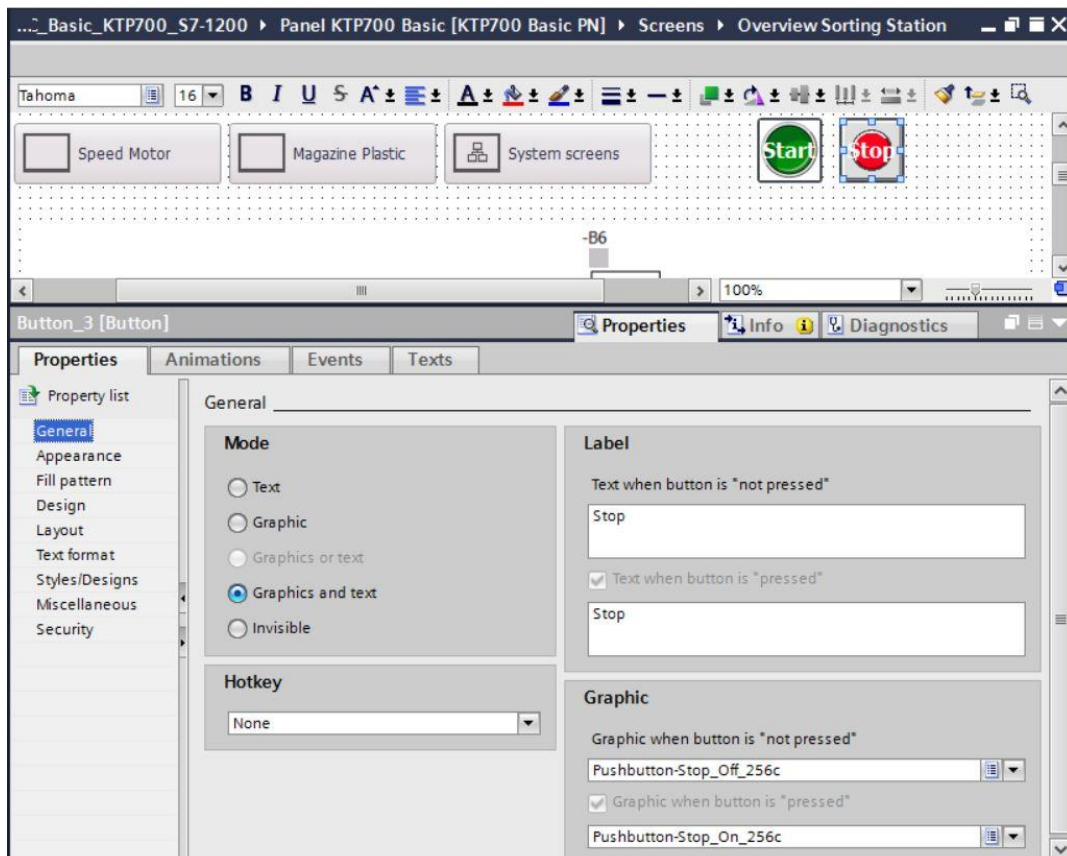 ..._Basic_KTP700_S7-1200 ▸ Panel KTP700 Basic [KTP700 Basic PN] ▸ Screens ▸ Overview Sorting Station
Tahoma 16 B I U S A A
Speed Motor Magazine Plastic System screens Start Stop
-B6
100%
Button_3 [Button] Properties Info Diagnostics
Properties Animations Events Texts
Property list
General
Appearance
Fill pattern
Design
Layout
Text format
Styles/Designs
Miscellaneous
Security
General
Mode
Text
Graphic
Graphics or text
Graphics and text
Invisible
Hotkey
None
Label
Text when button is "not pressed"
Stop
Text when button is "pressed"
Stop
Graphic
Graphic when button is "not pressed"
Pushbutton-Stop_Off_256c
Graphic when button is "pressed"
Pushbutton-Stop_On_256c